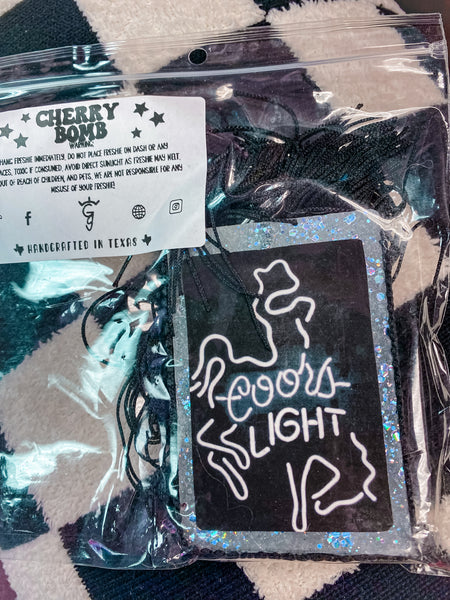 CHERRY
BOMB
WARNING:
HANG FRESHIE IMMEDIATELY, DO NOT PLACE FRESHIE ON DASH OR ANY
TOXIC IF CONSUMED, AVOID DIRECT SUNLIGHT AS FRESHIE MAY MELT,
OUT OF REACH OF CHILDREN, AND PETS, WE ARE NOT RESPONSIBLE FOR ANY
MISUSE OF YOUR FRESHIE!
f
HANDCRAFTED IN TEXAS
Coors
LIGHT